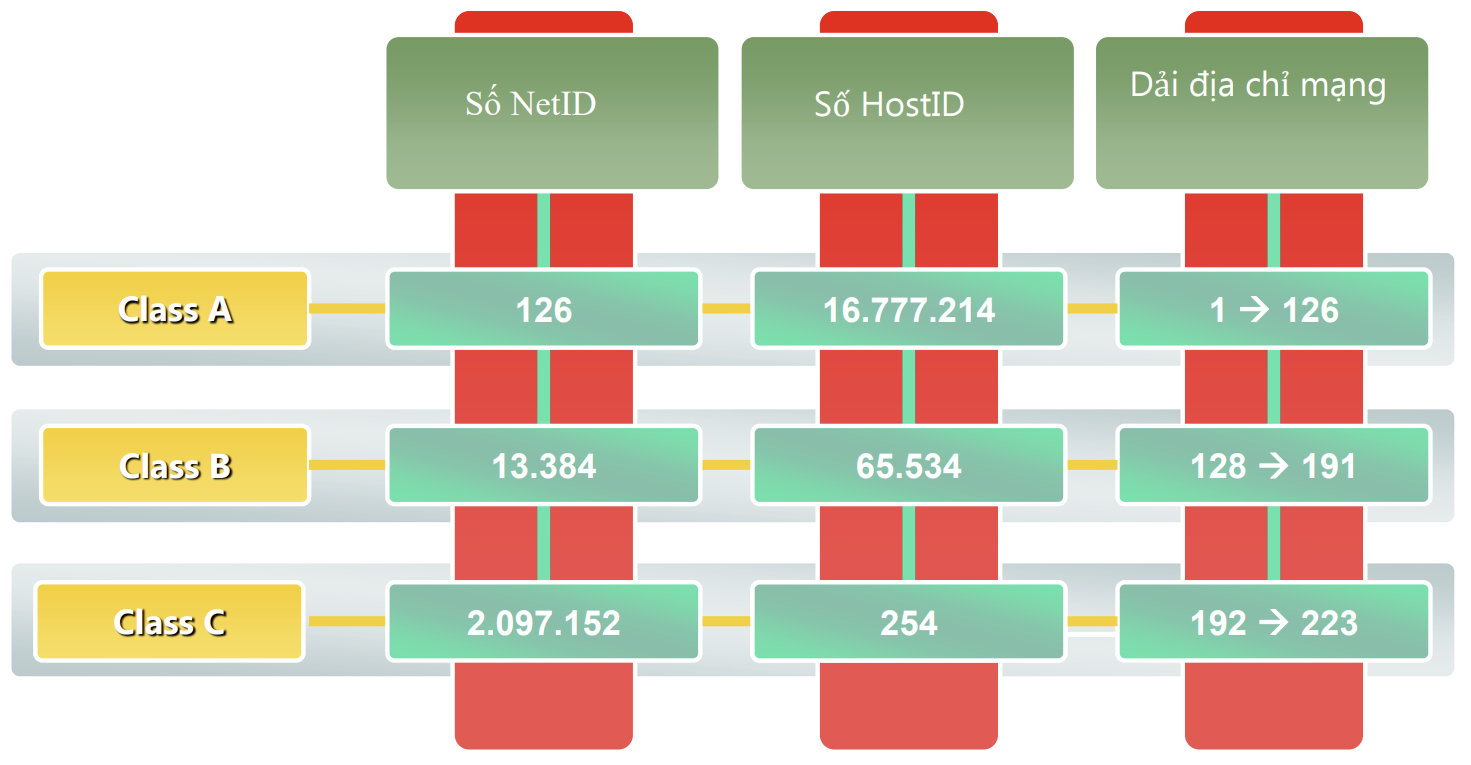 Số NetID
Số HostID
Dải địa chỉ mạng
Class A
126
16.777.214
1 → 126
Class B
13.384
65.534
128 → 191
Class C
2.097.152
254
192 → 223